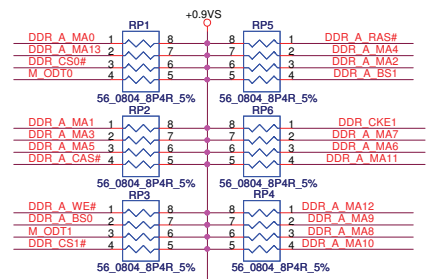 +0.9VS
RP1 RP5
DDR_A_MA0 1 8 8 1 DDR_A_RAS#
DDR_A_MA13 2 7 7 2 DDR_A_MA4
DDR_CS0# 3 6 6 3 DDR_A_MA2
M_ODT0 4 5 5 4 DDR_A_BS1
56_0804_8P4R_5% 56_0804_8P4R_5%
RP2 RP6
DDR_A_MA1 1 8 8 1 DDR_CKE1
DDR_A_MA3 2 7 7 2 DDR_A_MA7
DDR_A_MA5 3 6 6 3 DDR_A_MA6
DDR_A_CAS# 4 5 5 4 DDR_A_MA11
56_0804_8P4R_5% 56_0804_8P4R_5%
RP3 RP4
DDR_A_WE# 1 8 8 1 DDR_A_MA12
DDR_A_BS0 2 7 7 2 DDR_A_MA9
M_ODT1 3 6 6 3 DDR_A_MA8
DDR_CS1# 4 5 5 4 DDR_A_MA10
56_0804_8P4R_5% 56_0804_8P4R_5%